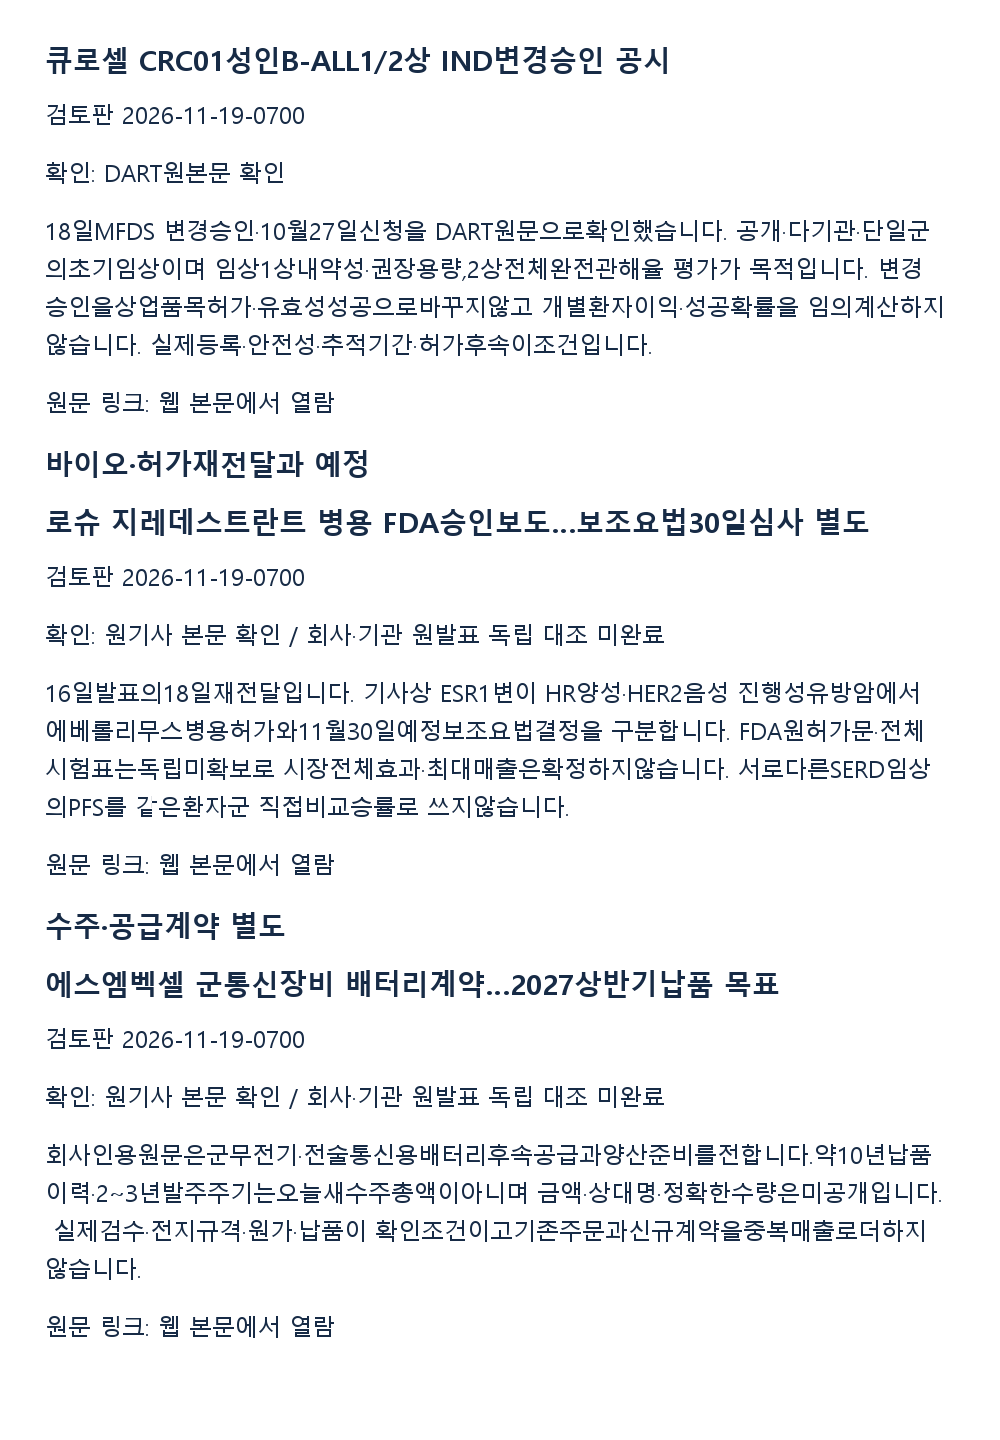 큐로셀 CRC01성인B-ALL1/2상 IND변경승인 공시
검토판 2026-11-19-0700
확인: DART원본문 확인
18일MFDS 변경승인·10월27일신청을 DART원문으로확인했습니다. 공개·다기관·단일군
의초기임상이며 임상1상내약성·권장용량,2상전체완전관해율 평가가 목적입니다. 변경
승인을상업품목허가·유효성성공으로바꾸지않고 개별환자이익·성공확률을 임의계산하지
않습니다. 실제등록·안전성·추적기간·허가후속이조건입니다.
원문 링크: 웹 본문에서 열람
바이오·허가재전달과 예정
로슈 지레데스트란트 병용 FDA승인보도...보조요법30일심사 별도
검토판 2026-11-19-0700
확인: 원기사 본문 확인 / 회사·기관 원발표 독립 대조 미완료
16일발표의18일재전달입니다. 기사상 ESR1변이 HR양성·HER2음성 진행성유방암에서
에베롤리무스병용허가와11월30일예정보조요법결정을 구분합니다. FDA원허가문·전체
시험표는독립미확보로 시장전체효과·최대매출은확정하지않습니다. 서로다른SERD임상
의PFS를 같은환자군 직접비교승률로 쓰지않습니다.
원문 링크: 웹 본문에서 열람
수주·공급계약 별도
에스엠벡셀 군통신장비 배터리계약...2027상반기납품 목표
검토판 2026-11-19-0700
확인: 원기사 본문 확인 / 회사·기관 원발표 독립 대조 미완료
회사인용원문은군무전기·전술통신용배터리후속공급과양산준비를전합니다.약10년납품
이력·2~3년발주주기는오늘새수주총액이아니며 금액·상대명·정확한수량은미공개입니다.
실제검수·전지규격·원가·납품이 확인조건이고기존주문과신규계약을중복매출로더하지
않습니다.
원문 링크: 웹 본문에서 열람